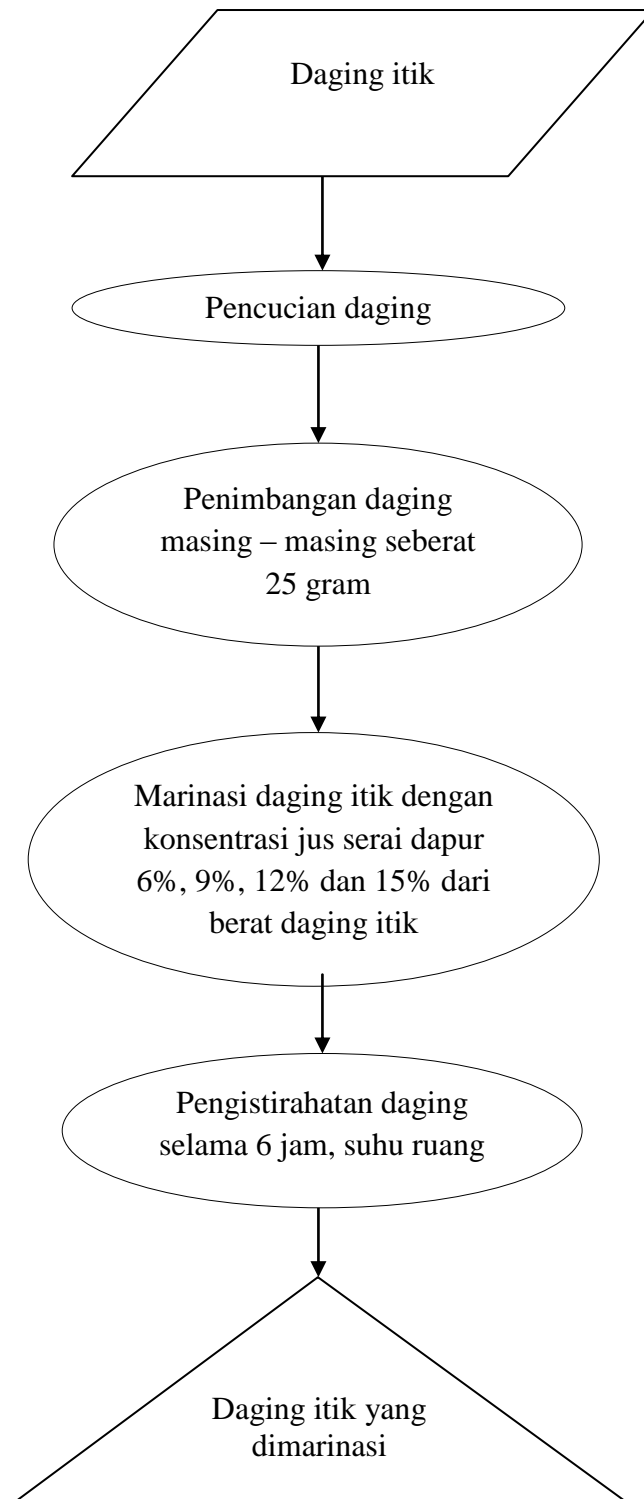 Daging itik
Pencucian daging
Penimbangan daging
masing – masing seberat
25 gram
Marinasi daging itik dengan
konsentrasi jus serai dapur
6%, 9%, 12% dan 15% dari
berat daging itik
Pengistirahatan daging
selama 6 jam, suhu ruang
Daging itik yang
dimarinasi